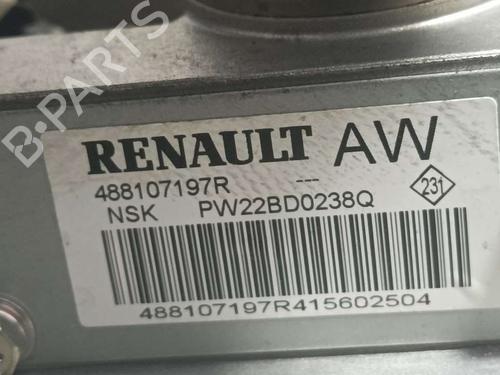 B-PARTS
RENAULT AW
488107197R ---
231
NSK PW22BD0238Q
488107197R415602504